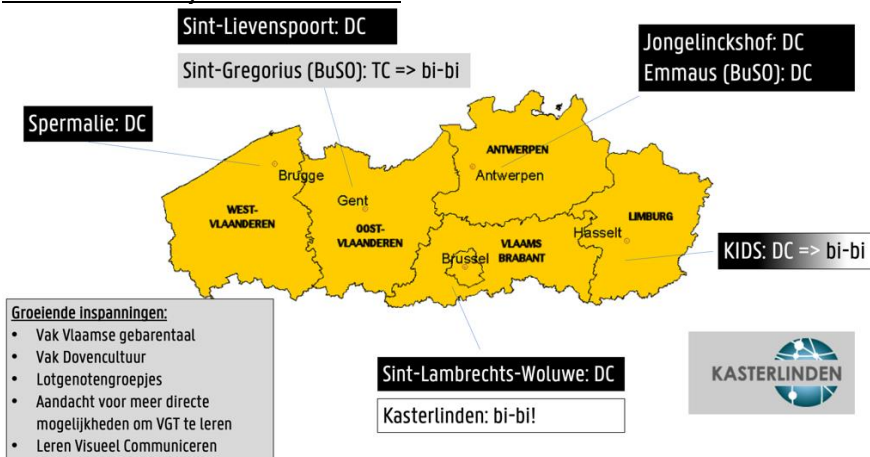 Sint-Lievenspoort: DC
Sint-Gregorius (BuSO): TC => bi-bi
Jongelinckshof: DC
Emmaus (BuSO): DC
Spermalie: DC
ANTWERPEN
Brugge
Antwerpen
Gent
WEST-
VLAANDEREN
OOST-
VLAANDEREN
LIMBURG
Hasselt
VLAAMS
BRABANT
Brussel
KIDS: DC => bi-bi
Groeiende inspanningen:
• Vak Vlaamse gebarentaal
• Vak Dovencultuur
• Lotgenotengroepjes
• Aandacht voor meer directe
mogelijkheden om VGT te leren
• Leren Visueel Communiceren
Sint-Lambrechts-Woluwe: DC
Kasterlinden: bi-bi!
KASTERLINDEN